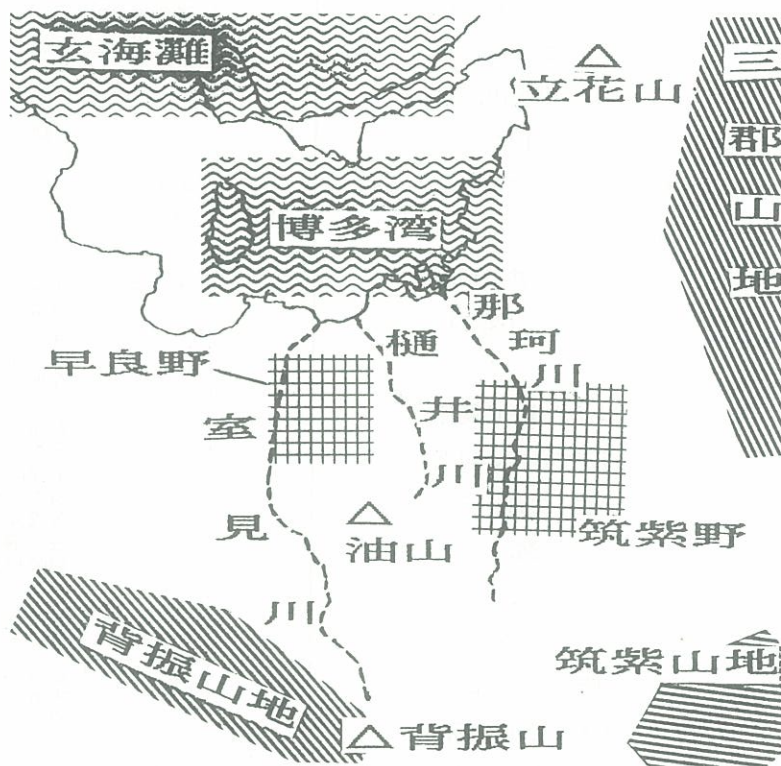 玄海灘
立花山
三郡山地
博多湾
那珂川
樋井川
早良野
室見川
油山
筑紫野
背振山地
筑紫山地
背振山